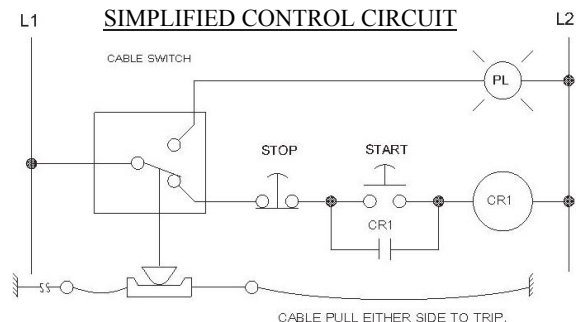 SIMPLIFIED CONTROL CIRCUIT
L1
L2
CABLE SWITCH
PL
STOP
START
CR1
CR1
CABLE PULL EITHER SIDE TO TRIP.